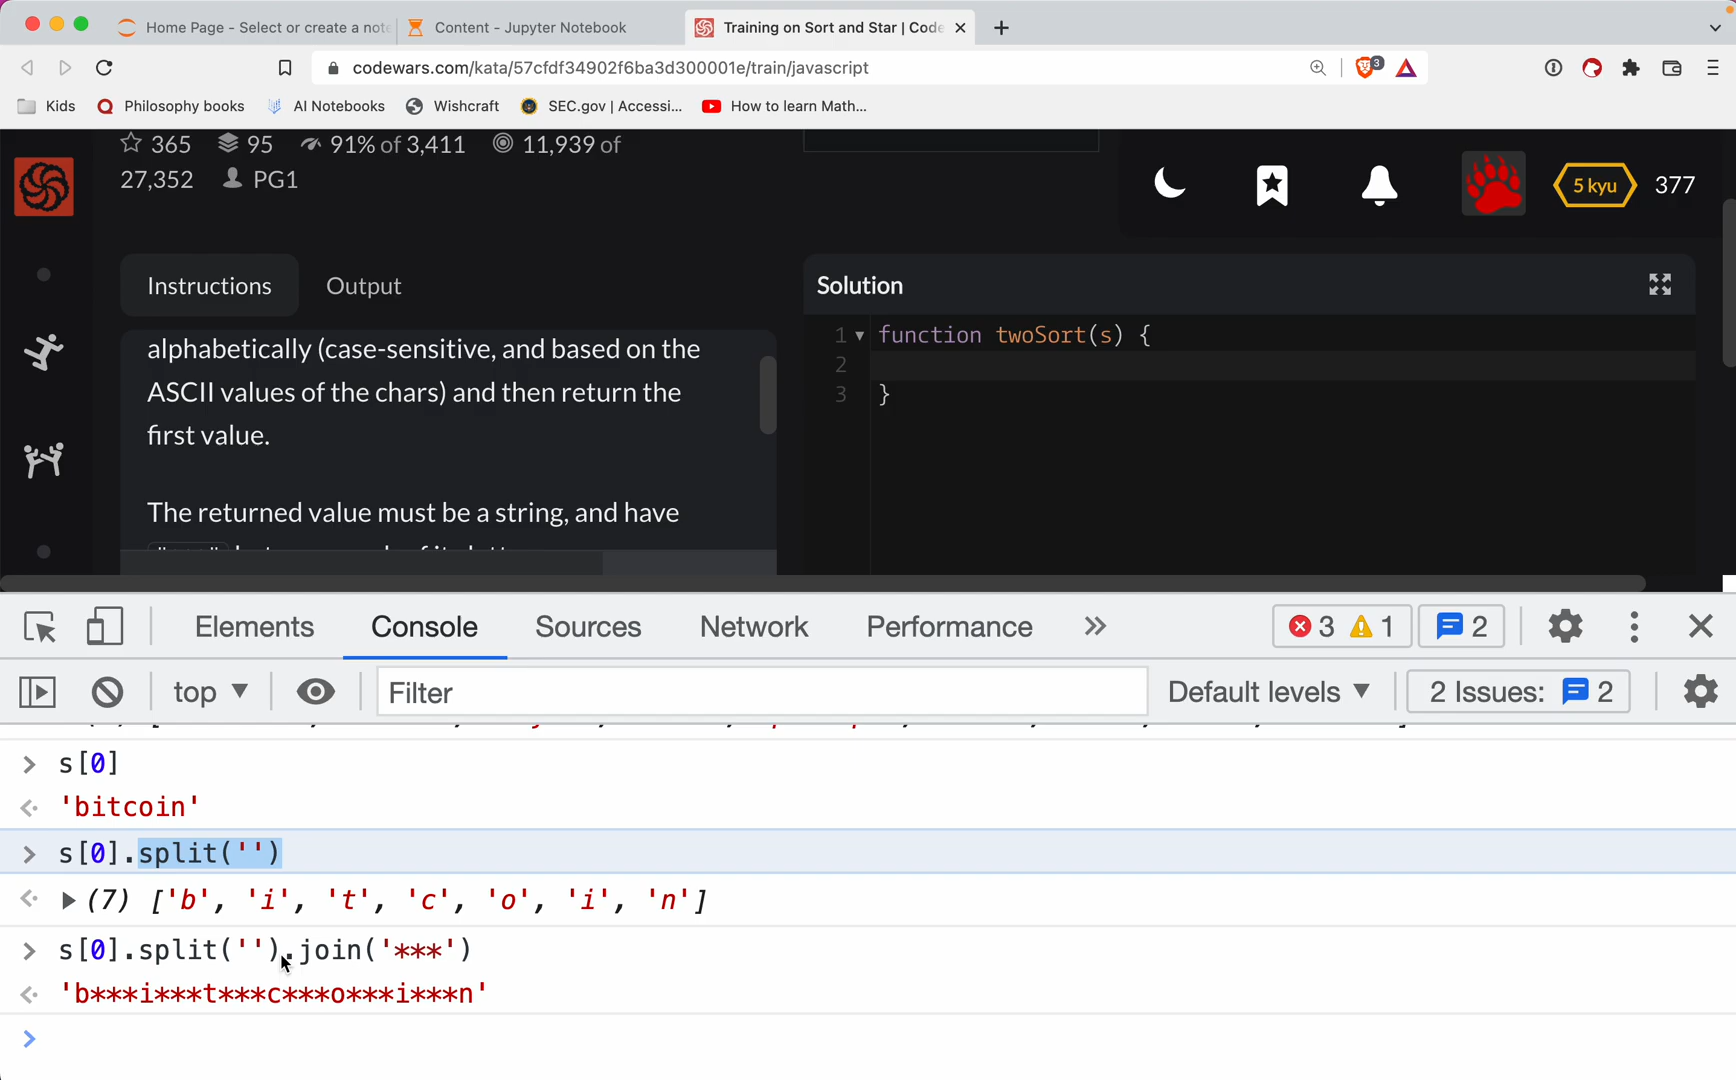 Home Page - Select or create a note
Content - Jupyter Notebook
Training on Sort and Star | Code
codewars.com/kata/57cfdf34902f6ba3d300001e/train/javascript
3
Kids
Philosophy books
AI Notebooks
Wishcraft
SEC.gov | Accessi...
How to learn Math...
365 95 91% of 3,411 11,939 of
27,352 PG1
5 kyu 377
Instructions
Output
alphabetically (case-sensitive, and based on the
ASCII values of the chars) and then return the
first value.
The returned value must be a string, and have
Solution
1 function twoSort(s) {
2
3 }
Elements Console Sources Network Performance 3 1 2
top Filter Default levels 2 Issues: 2
s[0]
'bitcoin'
s[0].split('')
(7) ['b', 'i', 't', 'c', 'o', 'i', 'n']
s[0].split('').join('***')
'b***i***t***c***o***i***n'